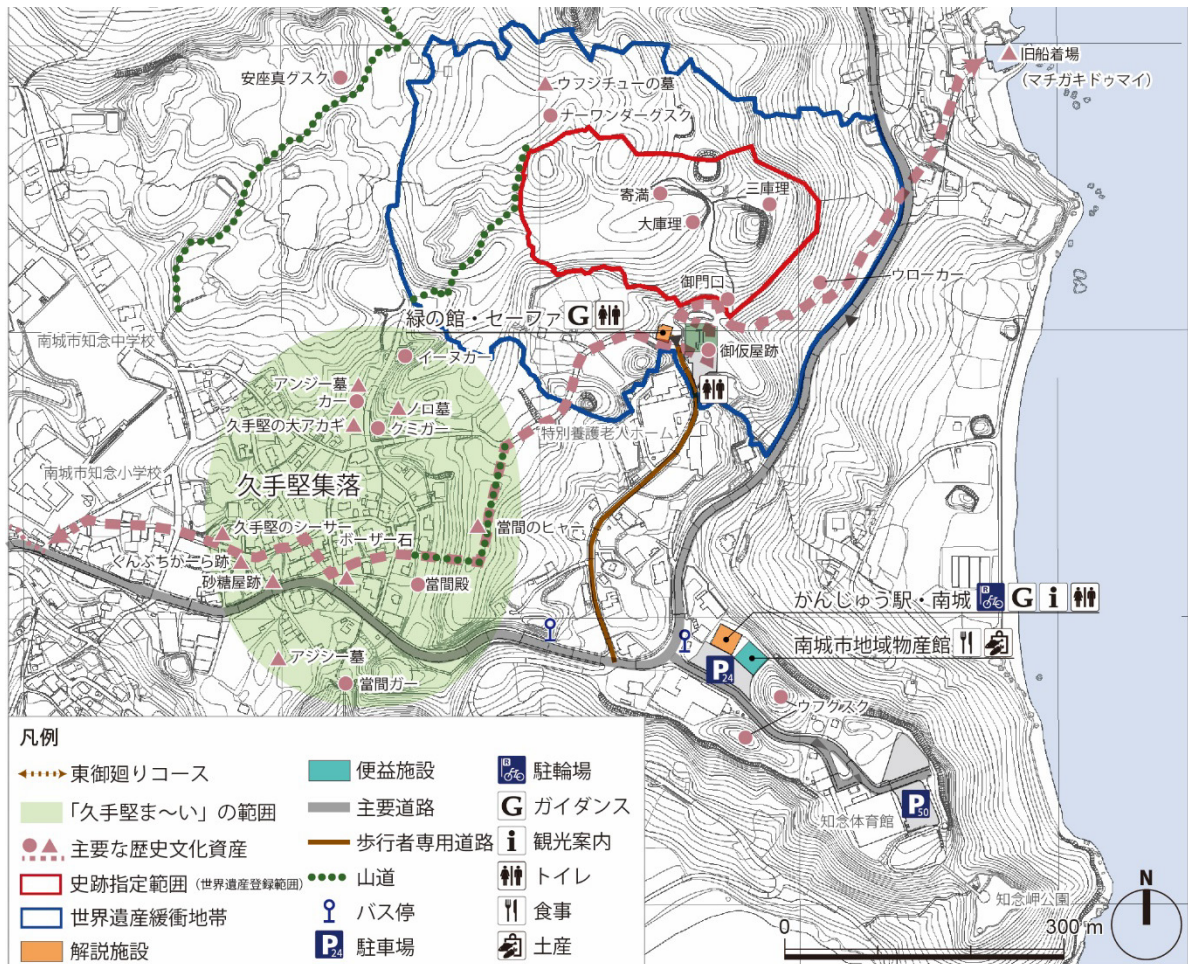 安座真グスク
ウフジチューの墓
ナーワンダーグスク
旧船着場
(マチガキドゥマイ)
寄満
三庫理
大庫理
御門口
ウローカー
緑の館・セーファ G
御仮屋跡
南城市知念中学校
イーヌカー
アンジー墓
カー
ノロ墓
久手堅の大アカギ
クミガー
特別養護老人ホーム
南城市知念小学校
久手堅集落
久手堅のシーサー
ボーザー石
當間のヒャー
くんぶちがーら跡
砂糖屋跡
當間殿
アジシー墓
當間ガー
がんじゅう駅・南城 R G i
南城市地域物産館
P24
ウフグスク
知念体育館
P50
知念岬公園
N
0 300 m
凡例
東御廻りコース
「久手堅ま~い」の範囲
主要な歴史文化資産
史跡指定範囲 (世界遺産登録範囲)
世界遺産緩衝地帯
解説施設
便益施設
主要道路
歩行者専用道路
山道
バス停
P24 駐車場
R 駐輪場
G ガイダンス
i 観光案内
トイレ
食事
土産